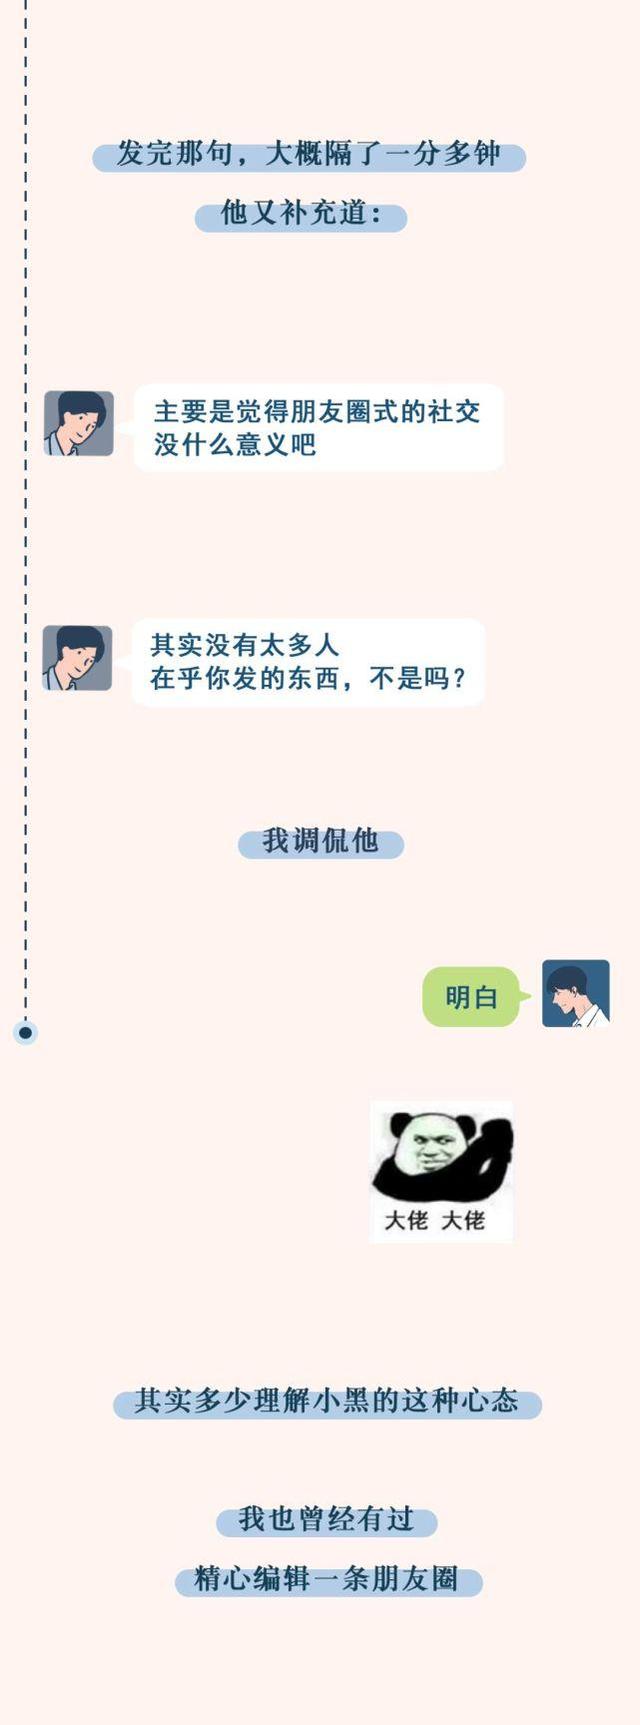 发完那句，大概隔了一分多钟
他又补充道：
主要是觉得朋友圈式的社交
没什么意义吧
其实没有太多人
在乎你发的东西，不是吗？
我调侃他
明白
大佬 大佬
其实多少理解小黑的这种心态
我也曾经有过
精心编辑一条朋友圈